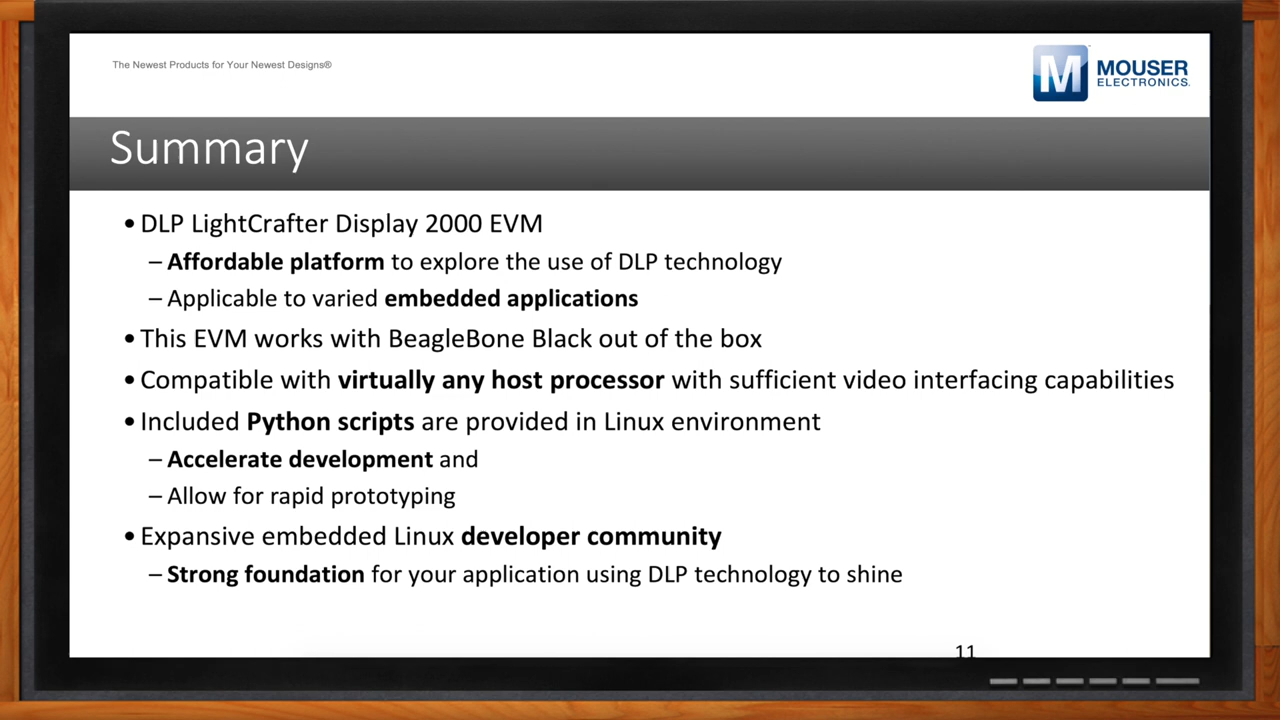 The Newest Products for Your Newest Designs®
M MOUSER
ELECTRONICS
Summary
• DLP LightCrafter Display 2000 EVM
– Affordable platform to explore the use of DLP technology
– Applicable to varied embedded applications
• This EVM works with BeagleBone Black out of the box
• Compatible with virtually any host processor with sufficient video interfacing capabilities
• Included Python scripts are provided in Linux environment
– Accelerate development and
– Allow for rapid prototyping
• Expansive embedded Linux developer community
– Strong foundation for your application using DLP technology to shine
11